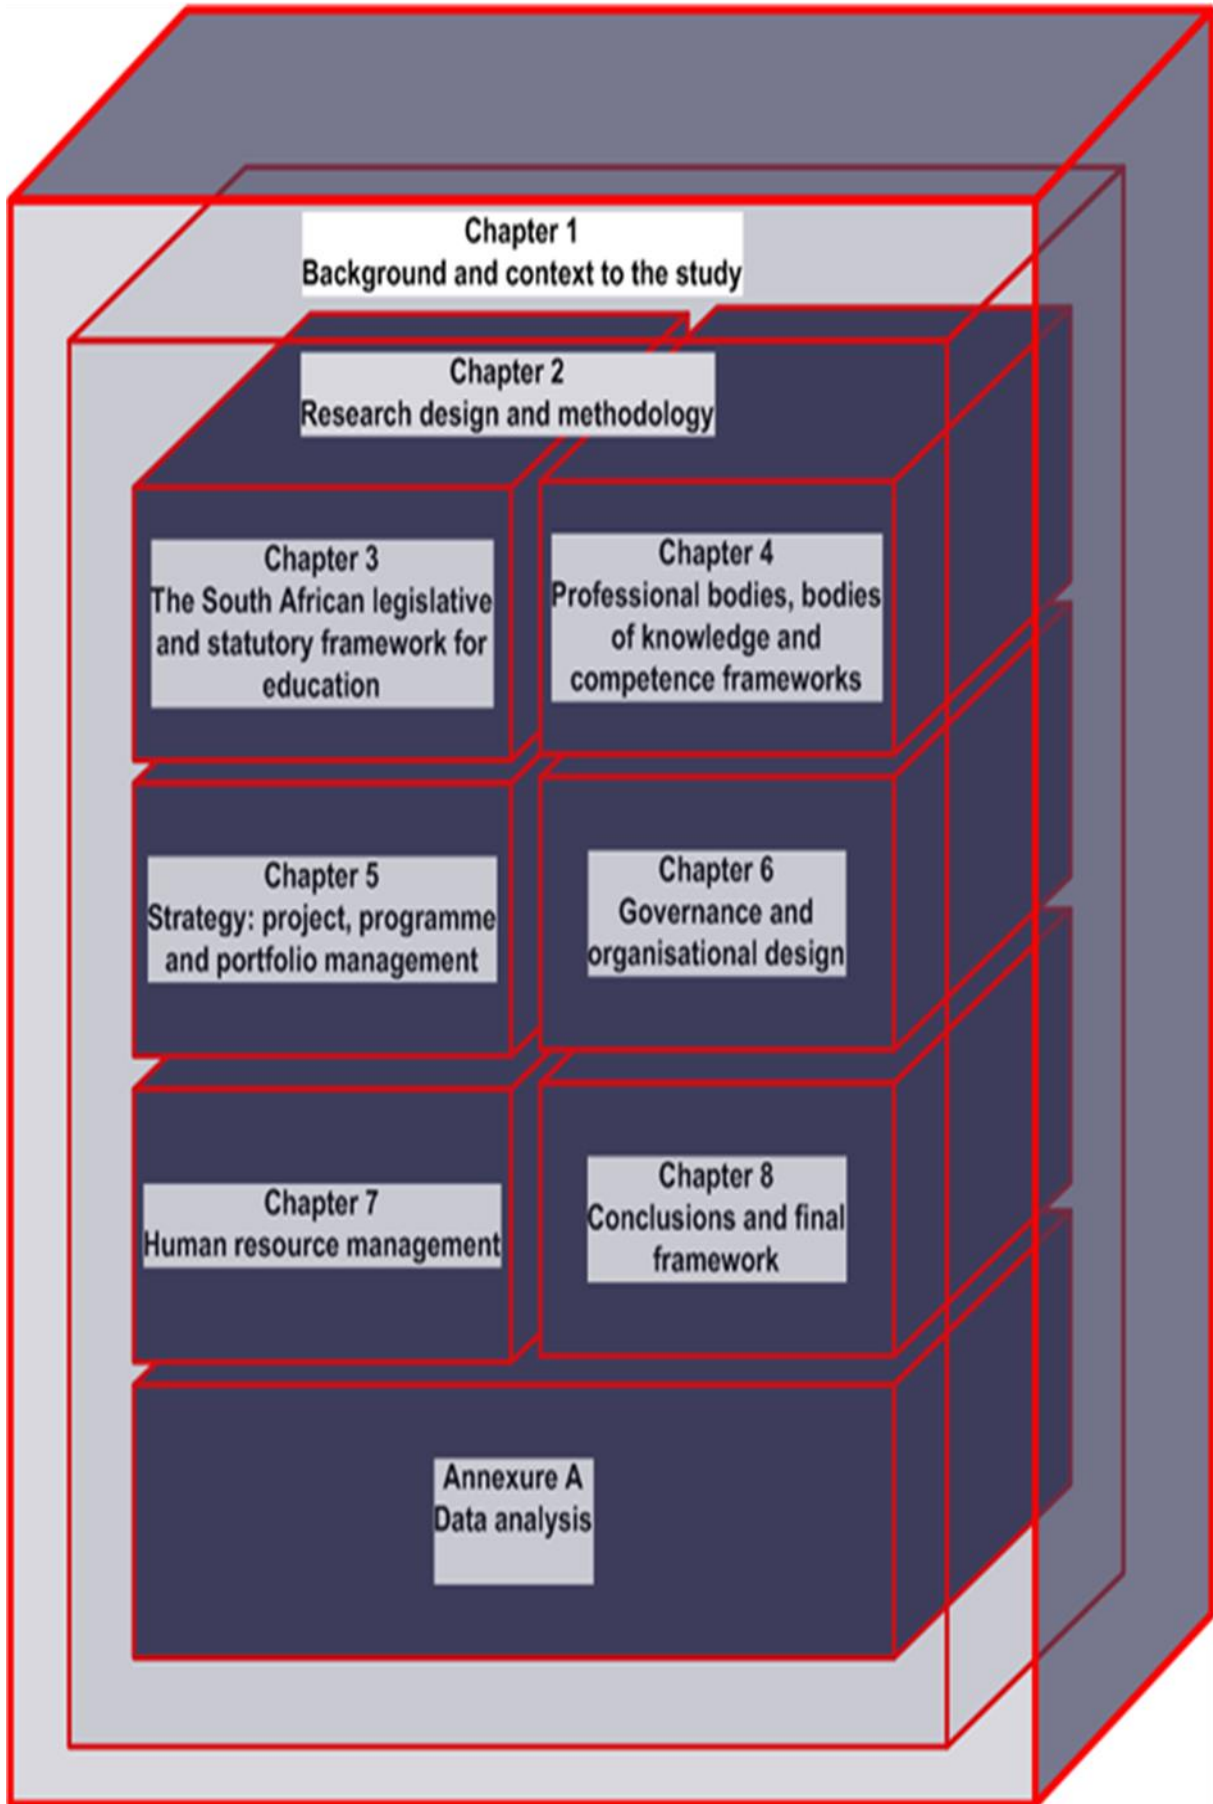 Chapter 1
Background and context to the study
Chapter 2
Research design and methodology
Chapter 3
The South African legislative
and statutory framework for
education
Chapter 4
Professional bodies, bodies
of knowledge and
competence frameworks
Chapter 5
Strategy: project, programme
and portfolio management
Chapter 6
Governance and
organisational design
Chapter 7
Human resource management
Chapter 8
Conclusions and final
framework
Annexure A
Data analysis